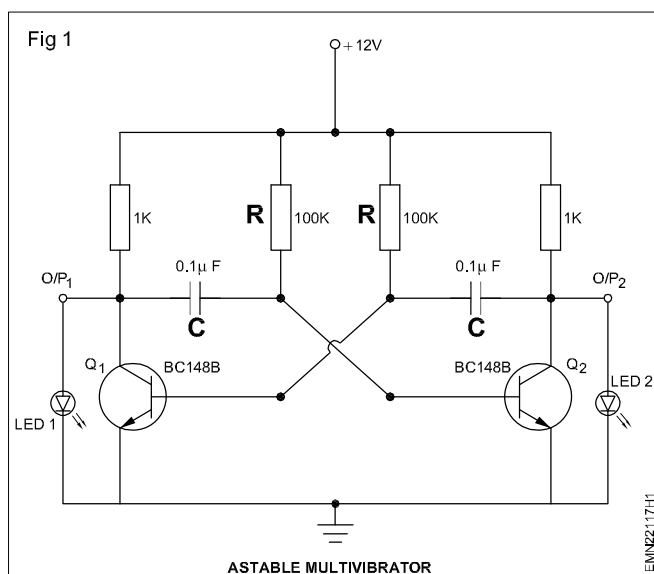 Fig 1
+12V
1K
R 100K
R 100K
1K
O/P1
0.1µ F
0.1µ F
O/P2
C
C
Q1
BC148B
BC148B
Q2
LED 1
LED 2
EMN22117H1
ASTABLE MULTIVIBRATOR